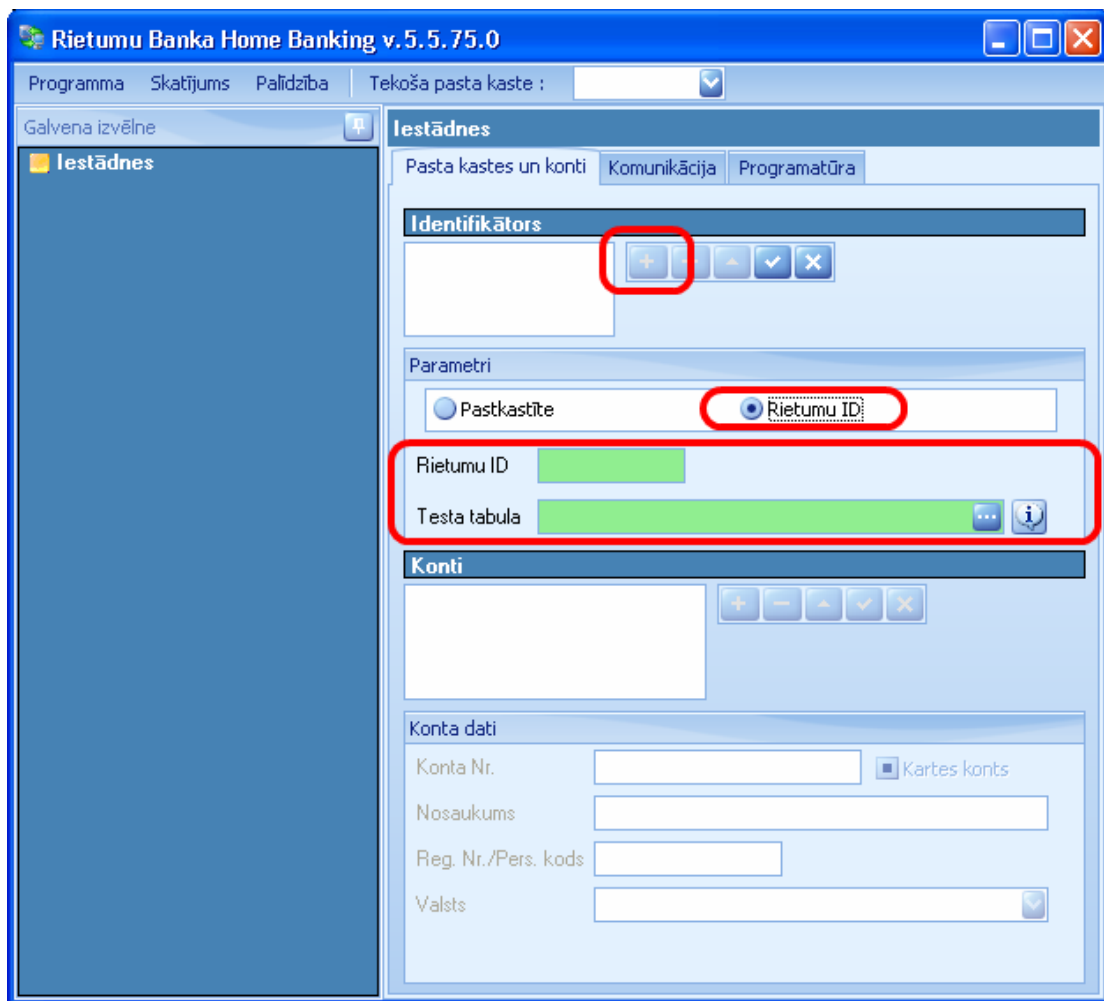 Rietumu Banka Home Banking v.5.5.75.0
Programma Skatījums Palīdzība Tekoša pasta kaste :
Galvena izvēlne
Iestādnes
Iestādnes
Pasta kastes un konti Komunikācija Programatūra
Identifikātors
Parametri
Pastkastīte Rietumu ID
Rietumu ID
Testa tabula
Konti
Konta dati
Konta Nr. Kartes konts
Nosaukums
Reg. Nr./Pers. kods
Valsts